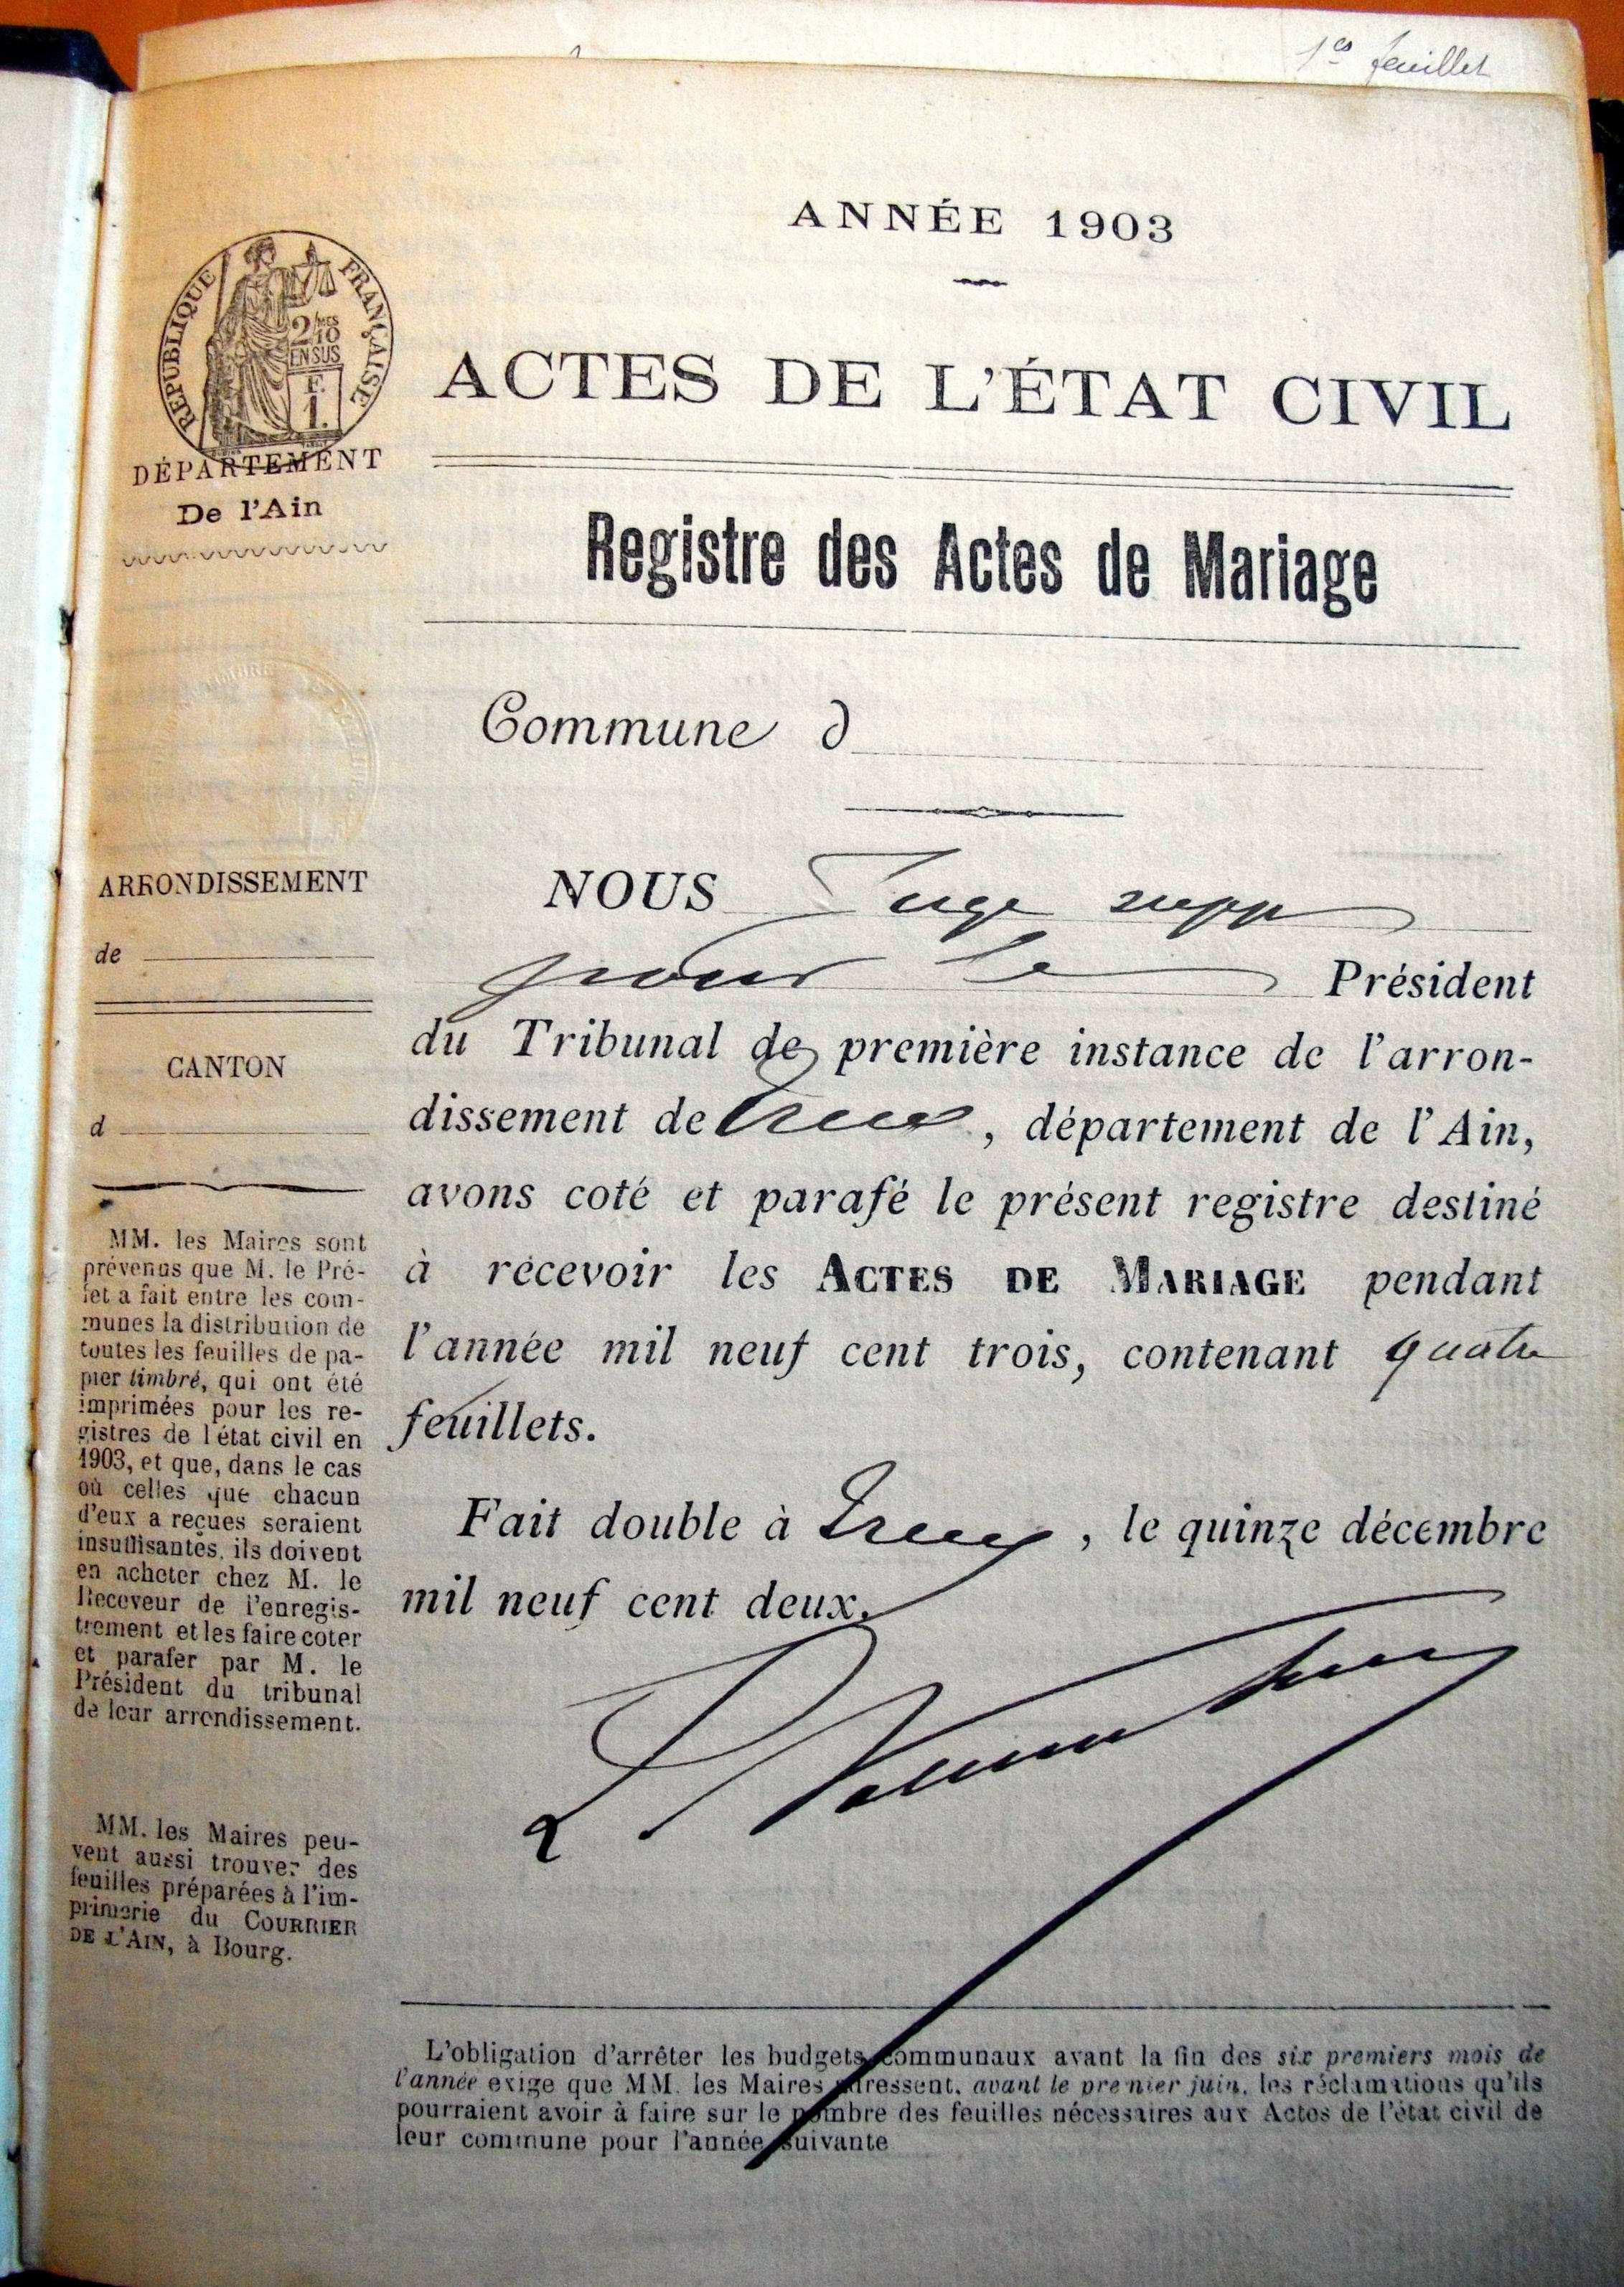 1er feuillet
ANNÉE 1903
ACTES DE L'ÉTAT CIVIL
RÉPUBLIQUE FRANÇAISE
2/10MES
EN SUS
F.
1.
DÉPARTEMENT
De l'Ain
Registre des Actes de Mariage
Commune d
ARRONDISSEMENT
de
CANTON
d
MM. les Maires sont
prévenus que M. le Pré-
fet a fait entre les com-
munes la distribution de
toutes les feuilles de pa-
pier timbré, qui ont été
imprimées pour les re-
gistres de l'état civil en
1903, et que, dans le cas
où celles que chacun
d'eux a reçues seraient
insuffisantes, ils doivent
en acheter chez M. le
Receveur de l'enregis-
trement et les faire coter
et parafer par M. le
Président du tribunal
de leur arrondissement.
MM. les Maires peu-
vent aussi trouver des
feuilles préparées à l'im-
primerie du COURRIER
DE L'AIN, à Bourg.
NOUS Juge supp
pour le Président
du Tribunal de première instance de l'arron-
dissement de Trévoux, département de l'Ain,
avons coté et parafé le présent registre destiné
à recevoir les ACTES DE MARIAGE pendant
l'année mil neuf cent trois, contenant quatre
feuillets.
Fait double à Trévoux, le quinze décembre
mil neuf cent deux.
L'obligation d'arrêter les budgets communaux avant la fin des six premiers mois de
l'année exige que MM. les Maires adressent, avant le premier juin, les réclamations qu'ils
pourraient avoir à faire sur le nombre des feuilles nécessaires aux Actes de l'état civil de
leur commune pour l'année suivante